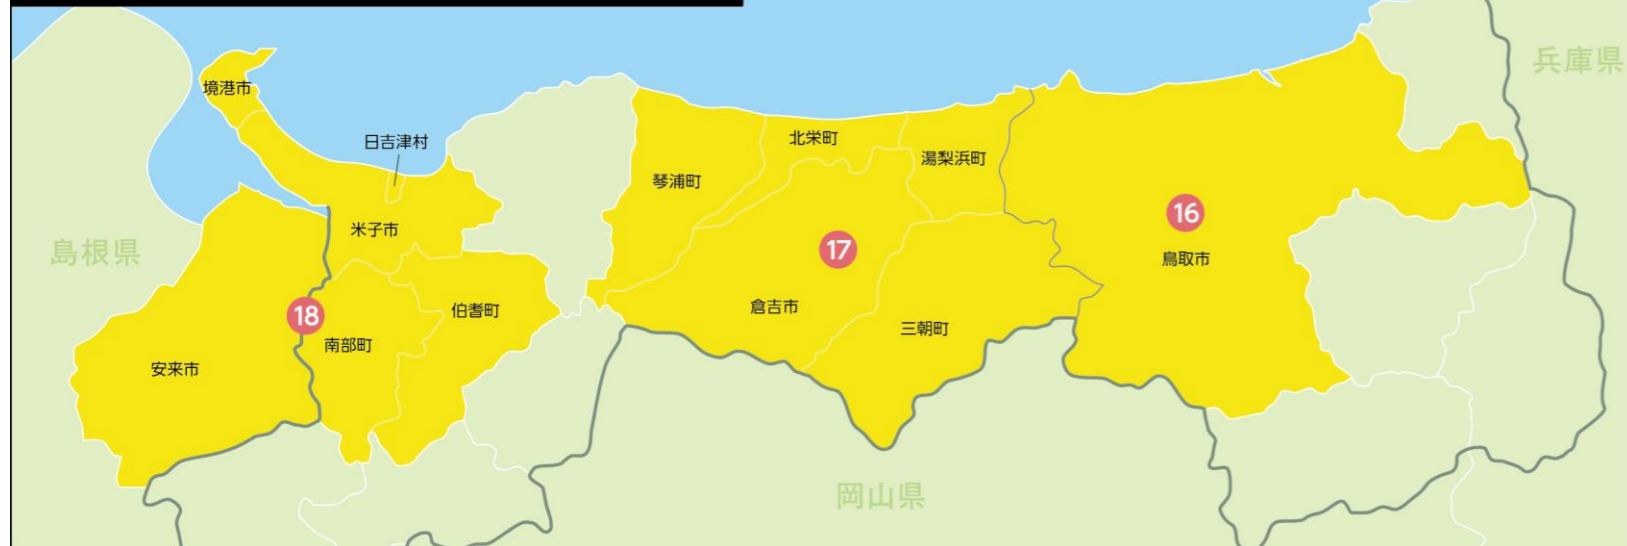 兵庫県
境港市
日吉津村
北栄町
湯梨浜町
琴浦町
16
米子市
島根県
17
鳥取市
倉吉市
伯耆町
18
三朝町
南部町
安来市
岡山県